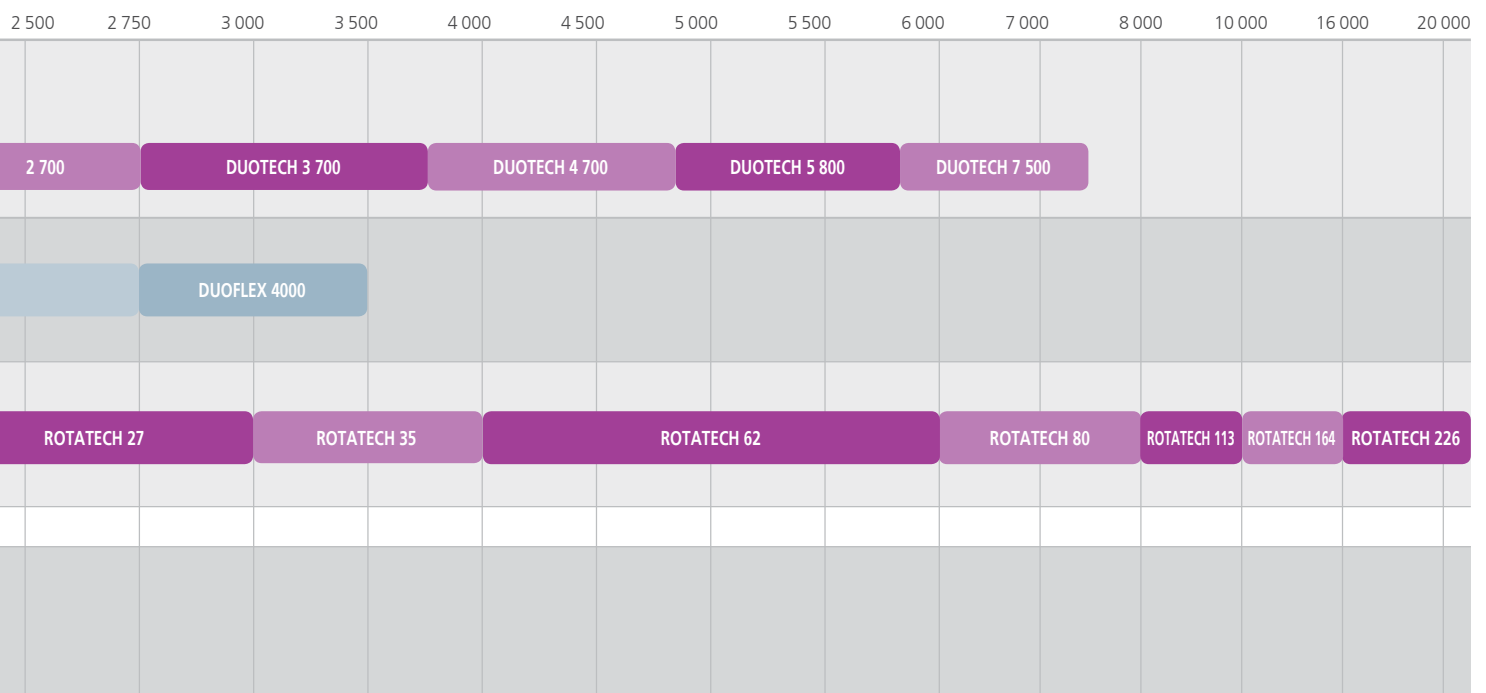 2 500 2 750 3 000 3 500 4 000 4 500 5 000 5 500 6 000 7 000 8 000 10 000 16 000 20 000
2 700 DUOTECH 3 700 DUOTECH 4 700 DUOTECH 5 800 DUOTECH 7 500
DUOFLEX 4000
ROTATECH 27 ROTATECH 35 ROTATECH 62 ROTATECH 80 ROTATECH 113 ROTATECH 164 ROTATECH 226